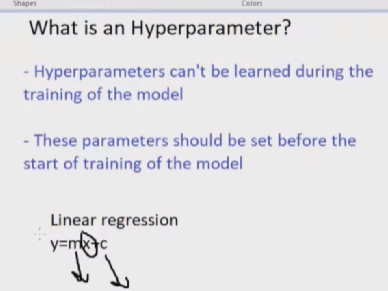 Shapes
Colors
What is an Hyperparameter?
- Hyperparameters can't be learned during the
training of the model
- These parameters should be set before the
start of training of the model
Linear regression
y=mx+c